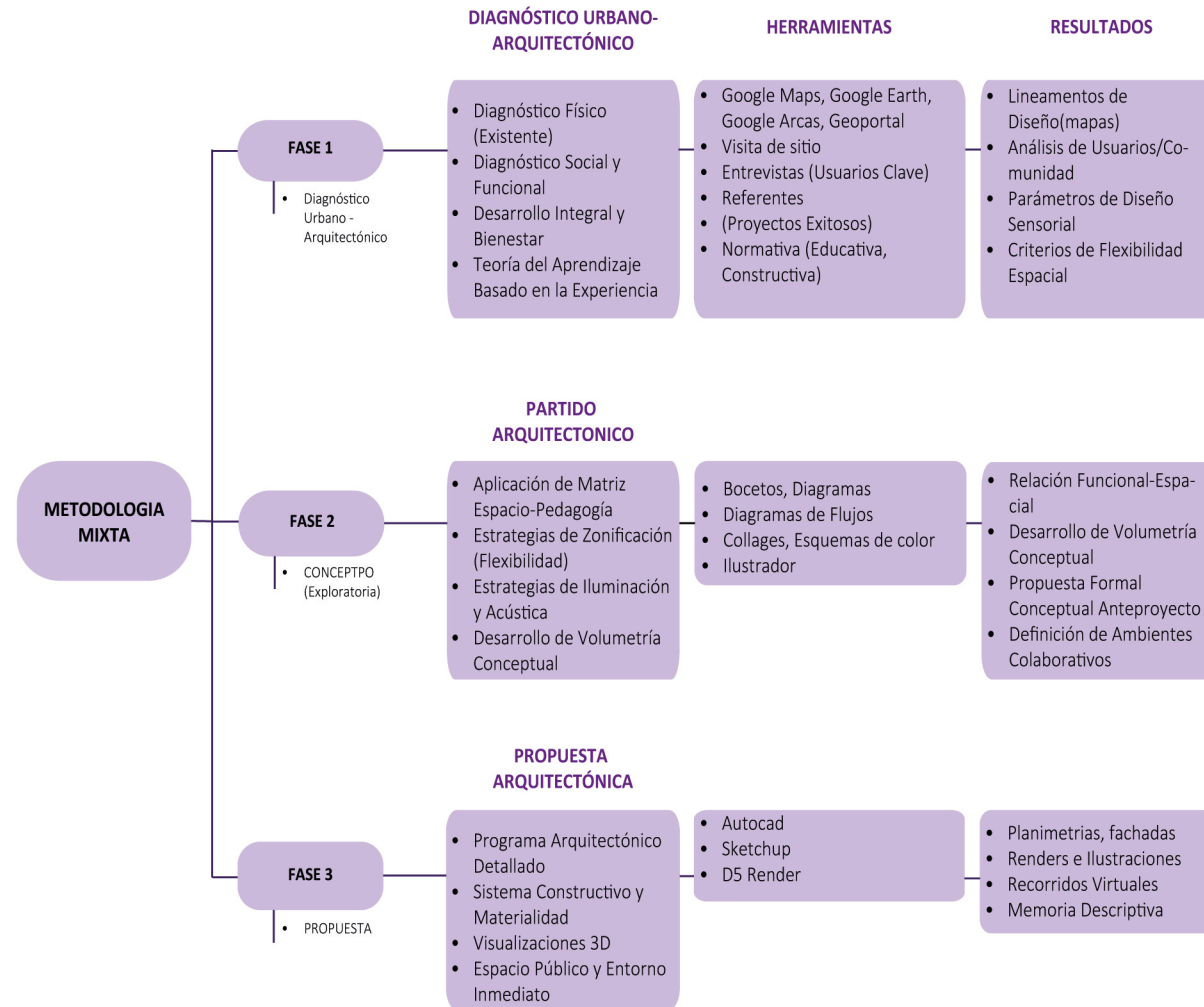 DIAGNÓSTICO URBANO-
ARQUITECTÓNICO
HERRAMIENTAS
RESULTADOS
METODOLOGIA
MIXTA
FASE 1
• Diagnóstico
Urbano -
Arquitectónico
• Diagnóstico Físico
(Existente)
• Diagnóstico Social y
Funcional
• Desarrollo Integral y
Bienestar
• Teoría del Aprendizaje
Basado en la Experiencia
• Google Maps, Google Earth,
Google Arcas, Geoportal
• Visita de sitio
• Entrevistas (Usuarios Clave)
• Referentes
• (Proyectos Exitosos)
• Normativa (Educativa,
Constructiva)
• Lineamentos de
Diseño(mapas)
• Análisis de Usuarios/Co-
munidad
• Parámetros de Diseño
Sensorial
• Criterios de Flexibilidad
Espacial
PARTIDO
ARQUITECTONICO
FASE 2
• CONCEPTPO
(Exploratoria)
• Aplicación de Matriz
Espacio-Pedagogía
• Estrategias de Zonificación
(Flexibilidad)
• Estrategias de Iluminación
y Acústica
• Desarrollo de Volumetría
Conceptual
• Bocetos, Diagramas
• Diagramas de Flujos
• Collages, Esquemas de color
• Ilustrador
• Relación Funcional-Espa-
cial
• Desarrollo de Volumetría
Conceptual
• Propuesta Formal
Conceptual Anteproyecto
• Definición de Ambientes
Colaborativos
PROPUESTA
ARQUITECTÓNICA
FASE 3
• PROPUESTA
• Programa Arquitectónico
Detallado
• Sistema Constructivo y
Materialidad
• Visualizaciones 3D
• Espacio Público y Entorno
Inmediato
• Autocad
• Sketchup
• D5 Render
• Planimetrias, fachadas
• Renders e Ilustraciones
• Recorridos Virtuales
• Memoria Descriptiva